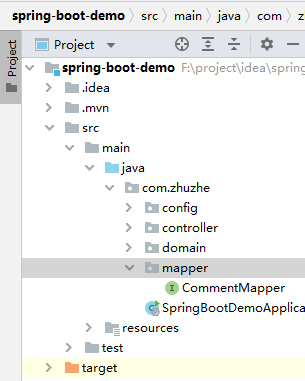 spring-boot-demo > src > main > java > com > z
Project
Project
spring-boot-demo F:\project\idea\spring
.idea
.mvn
src
main
java
com.zhuzhe
config
controller
domain
mapper
CommentMapper
SpringBootDemoApplica
resources
test
target